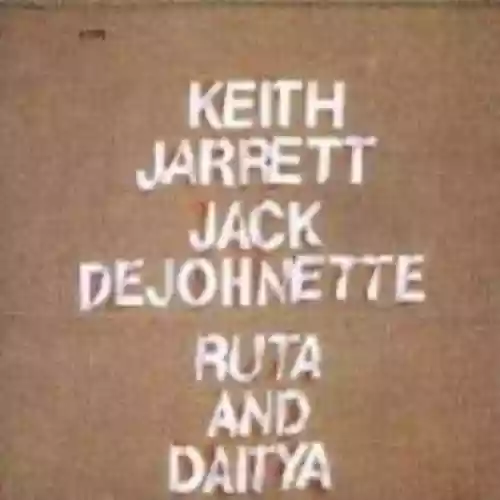 KEITH
JARRETT
JACK
DEJOHNETTE
RUTA
AND
DAITYA